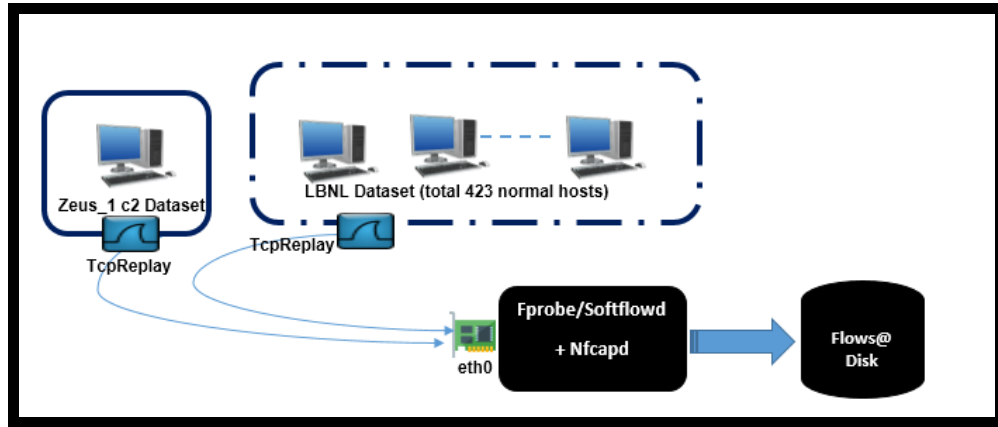 Zeus_1 c2 Dataset
TcpReplay
LBNL Dataset (total 423 normal hosts)
TcpReplay
eth0
Fprobe/Softflowd
+ Nfcapd
Flows@
Disk